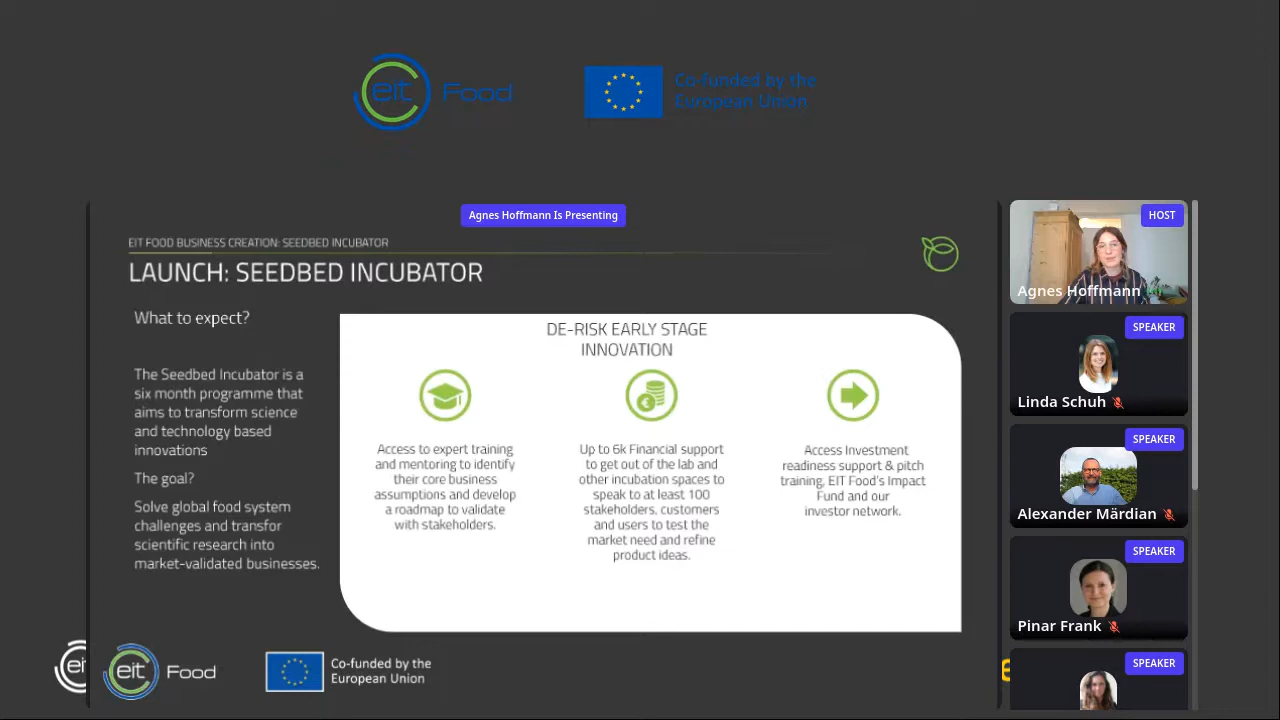 eit Food
Co-funded by the
European Union
Agnes Hoffmann Is Presenting
EIT FOOD BUSINESS CREATION: SEEDBED INCUBATOR
LAUNCH: SEEDBED INCUBATOR
What to expect?
The Seedbed Incubator is a
six month programme that
aims to transform science
and technology based
innovations
The goal?
Solve global food system
challenges and transfor
scientific research into
market-validated businesses.
DE-RISK EARLY STAGE
INNOVATION
Access to expert training
and mentoring to identify
their core business
assumptions and develop
a roadmap to validate
with stakeholders.
Up to 6k Financial support
to get out of the lab and
other incubation spaces to
speak to at least 100
stakeholders, customers
and users to test the
market need and refine
product ideas.
Access Investment
readiness support & pitch
training, EIT Food's Impact
Fund and our
investor network.
eit Food
Co-funded by the
European Union
HOST
Agnes Hoffmann
SPEAKER
Linda Schuh
SPEAKER
Alexander Märdian
SPEAKER
Pinar Frank
SPEAKER